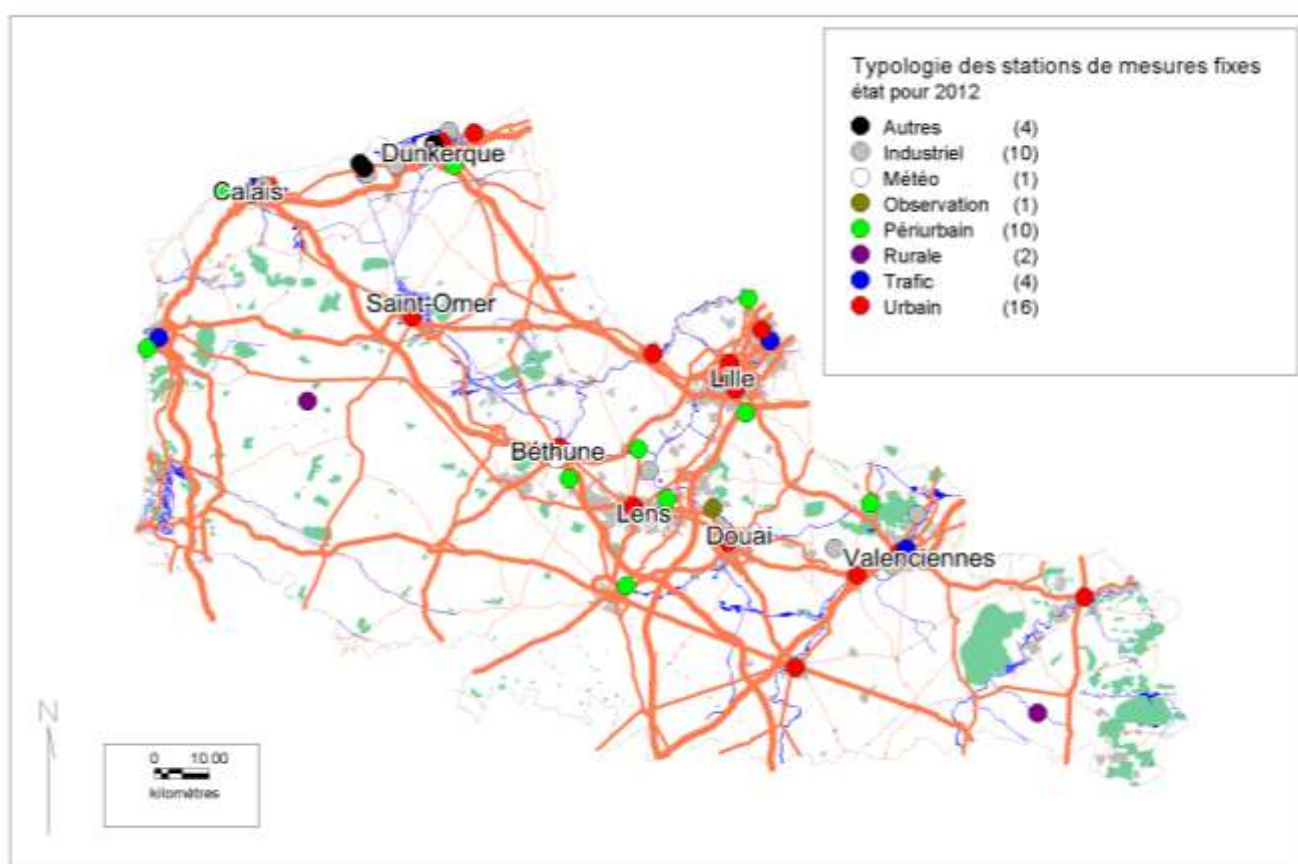 Typologie des stations de mesures fixes
état pour 2012
Autres (4)
Industriel (10)
Météo (1)
Observation (1)
Périurbain (10)
Rurale (2)
Trafic (4)
Urbain (16)
Dunkerque
Calais
Saint-Omer
Lille
Béthune
Lens
Douai
Valenciennes
N
0 10.00
kilomètres